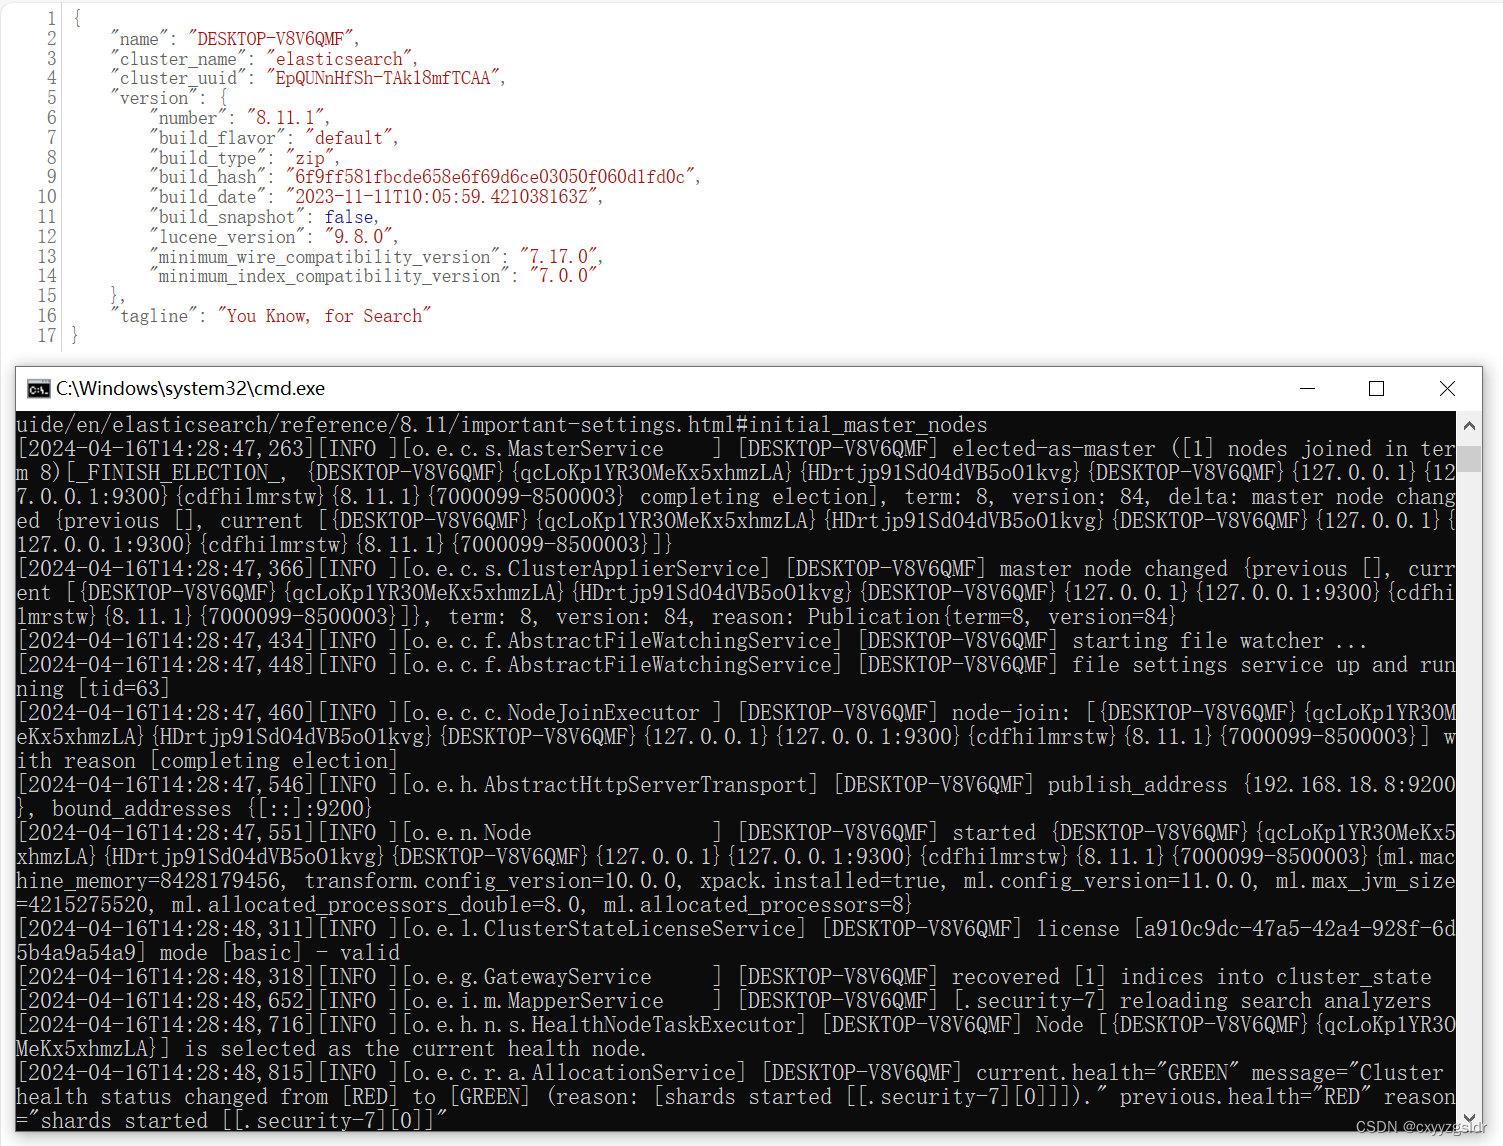 1 {
2 "name": "DESKTOP-V8V6QMF",
3 "cluster_name": "elasticsearch",
4 "cluster_uuid": "EpQUNnHfSh-TAkl8mfTCAA",
5 "version": {
6 "number": "8.11.1",
7 "build_flavor": "default",
8 "build_type": "zip",
9 "build_hash": "6f9ff581fbcde658e6f69d6ce03050f060d1fd0c",
10 "build_date": "2023-11-11T10:05:59.421038163Z",
11 "build_snapshot": false,
12 "lucene_version": "9.8.0",
13 "minimum_wire_compatibility_version": "7.17.0",
14 "minimum_index_compatibility_version": "7.0.0"
15 },
16 "tagline": "You Know, for Search"
17 }
C:\Windows\system32\cmd.exe
uide/en/elasticsearch/reference/8.11/important-settings.html#initial_master_nodes
[2024-04-16T14:28:47,263][INFO ][o.e.c.s.MasterService    ] [DESKTOP-V8V6QMF] elected-as-master ([1] nodes joined in ter
m 8)[_FINISH_ELECTION_, {DESKTOP-V8V6QMF}{qcLoKp1YR3OMeKx5xhmzLA}{HDrtjp91SdO4dVB5oO1kvg}{DESKTOP-V8V6QMF}{127.0.0.1}{12
7.0.0.1:9300}{cdfhilmrstw}{8.11.1}{7000099-8500003} completing election], term: 8, version: 84, delta: master node chang
ed {previous [], current [{DESKTOP-V8V6QMF}{qcLoKp1YR3OMeKx5xhmzLA}{HDrtjp91SdO4dVB5oO1kvg}{DESKTOP-V8V6QMF}{127.0.0.1}{
127.0.0.1:9300}{cdfhilmrstw}{8.11.1}{7000099-8500003}]}
[2024-04-16T14:28:47,366][INFO ][o.e.c.s.ClusterApplierService] [DESKTOP-V8V6QMF] master node changed {previous [], curr
ent [{DESKTOP-V8V6QMF}{qcLoKp1YR3OMeKx5xhmzLA}{HDrtjp91SdO4dVB5oO1kvg}{DESKTOP-V8V6QMF}{127.0.0.1}{127.0.0.1:9300}{cdfhi
lmrstw}{8.11.1}{7000099-8500003}]}, term: 8, version: 84, reason: Publication{term=8, version=84}
[2024-04-16T14:28:47,434][INFO ][o.e.c.f.AbstractFileWatchingService] [DESKTOP-V8V6QMF] starting file watcher ...
[2024-04-16T14:28:47,448][INFO ][o.e.c.f.AbstractFileWatchingService] [DESKTOP-V8V6QMF] file settings service up and run
ning [tid=63]
[2024-04-16T14:28:47,460][INFO ][o.e.c.c.NodeJoinExecutor ] [DESKTOP-V8V6QMF] node-join: [{DESKTOP-V8V6QMF}{qcLoKp1YR3OM
eKx5xhmzLA}{HDrtjp91SdO4dVB5oO1kvg}{DESKTOP-V8V6QMF}{127.0.0.1}{127.0.0.1:9300}{cdfhilmrstw}{8.11.1}{7000099-8500003}] w
ith reason [completing election]
[2024-04-16T14:28:47,546][INFO ][o.e.h.AbstractHttpServerTransport] [DESKTOP-V8V6QMF] publish_address {192.168.18.8:9200
}, bound_addresses {[::]:9200}
[2024-04-16T14:28:47,551][INFO ][o.e.n.Node               ] [DESKTOP-V8V6QMF] started {DESKTOP-V8V6QMF}{qcLoKp1YR3OMeKx5
xhmzLA}{HDrtjp91SdO4dVB5oO1kvg}{DESKTOP-V8V6QMF}{127.0.0.1}{127.0.0.1:9300}{cdfhilmrstw}{8.11.1}{7000099-8500003}{ml.mac
hine_memory=8428179456, transform.config_version=10.0.0, xpack.installed=true, ml.config_version=11.0.0, ml.max_jvm_size
=4215275520, ml.allocated_processors_double=8.0, ml.allocated_processors=8}
[2024-04-16T14:28:48,311][INFO ][o.e.l.ClusterStateLicenseService] [DESKTOP-V8V6QMF] license [a910c9dc-47a5-42a4-928f-6d
5b4a9a54a9] mode [basic] - valid
[2024-04-16T14:28:48,318][INFO ][o.e.g.GatewayService     ] [DESKTOP-V8V6QMF] recovered [1] indices into cluster_state
[2024-04-16T14:28:48,652][INFO ][o.e.i.m.MapperService    ] [DESKTOP-V8V6QMF] [.security-7] reloading search analyzers
[2024-04-16T14:28:48,716][INFO ][o.e.h.n.s.HealthNodeTaskExecutor] [DESKTOP-V8V6QMF] Node [{DESKTOP-V8V6QMF}{qcLoKp1YR3O
MeKx5xhmzLA}] is selected as the current health node.
[2024-04-16T14:28:48,815][INFO ][o.e.c.r.a.AllocationService] [DESKTOP-V8V6QMF] current.health="GREEN" message="Cluster
health status changed from [RED] to [GREEN] (reason: [shards started [[.security-7][0]]])." previous.health="RED" reason
="shards started [[.security-7][0]]"
CSDN @cxyyzgsldr